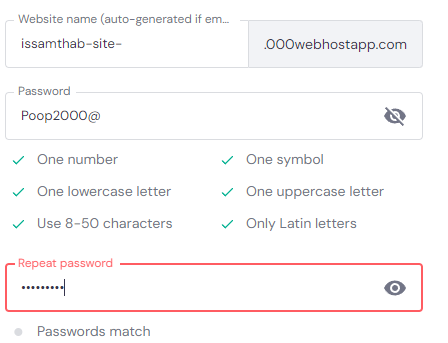 Website name (auto-generated if em...
issamthab-site-
.000webhostapp.com
Password
Poop2000@
One number
One symbol
One lowercase letter
One uppercase letter
Use 8-50 characters
Only Latin letters
Repeat password
•••••••••
Passwords match